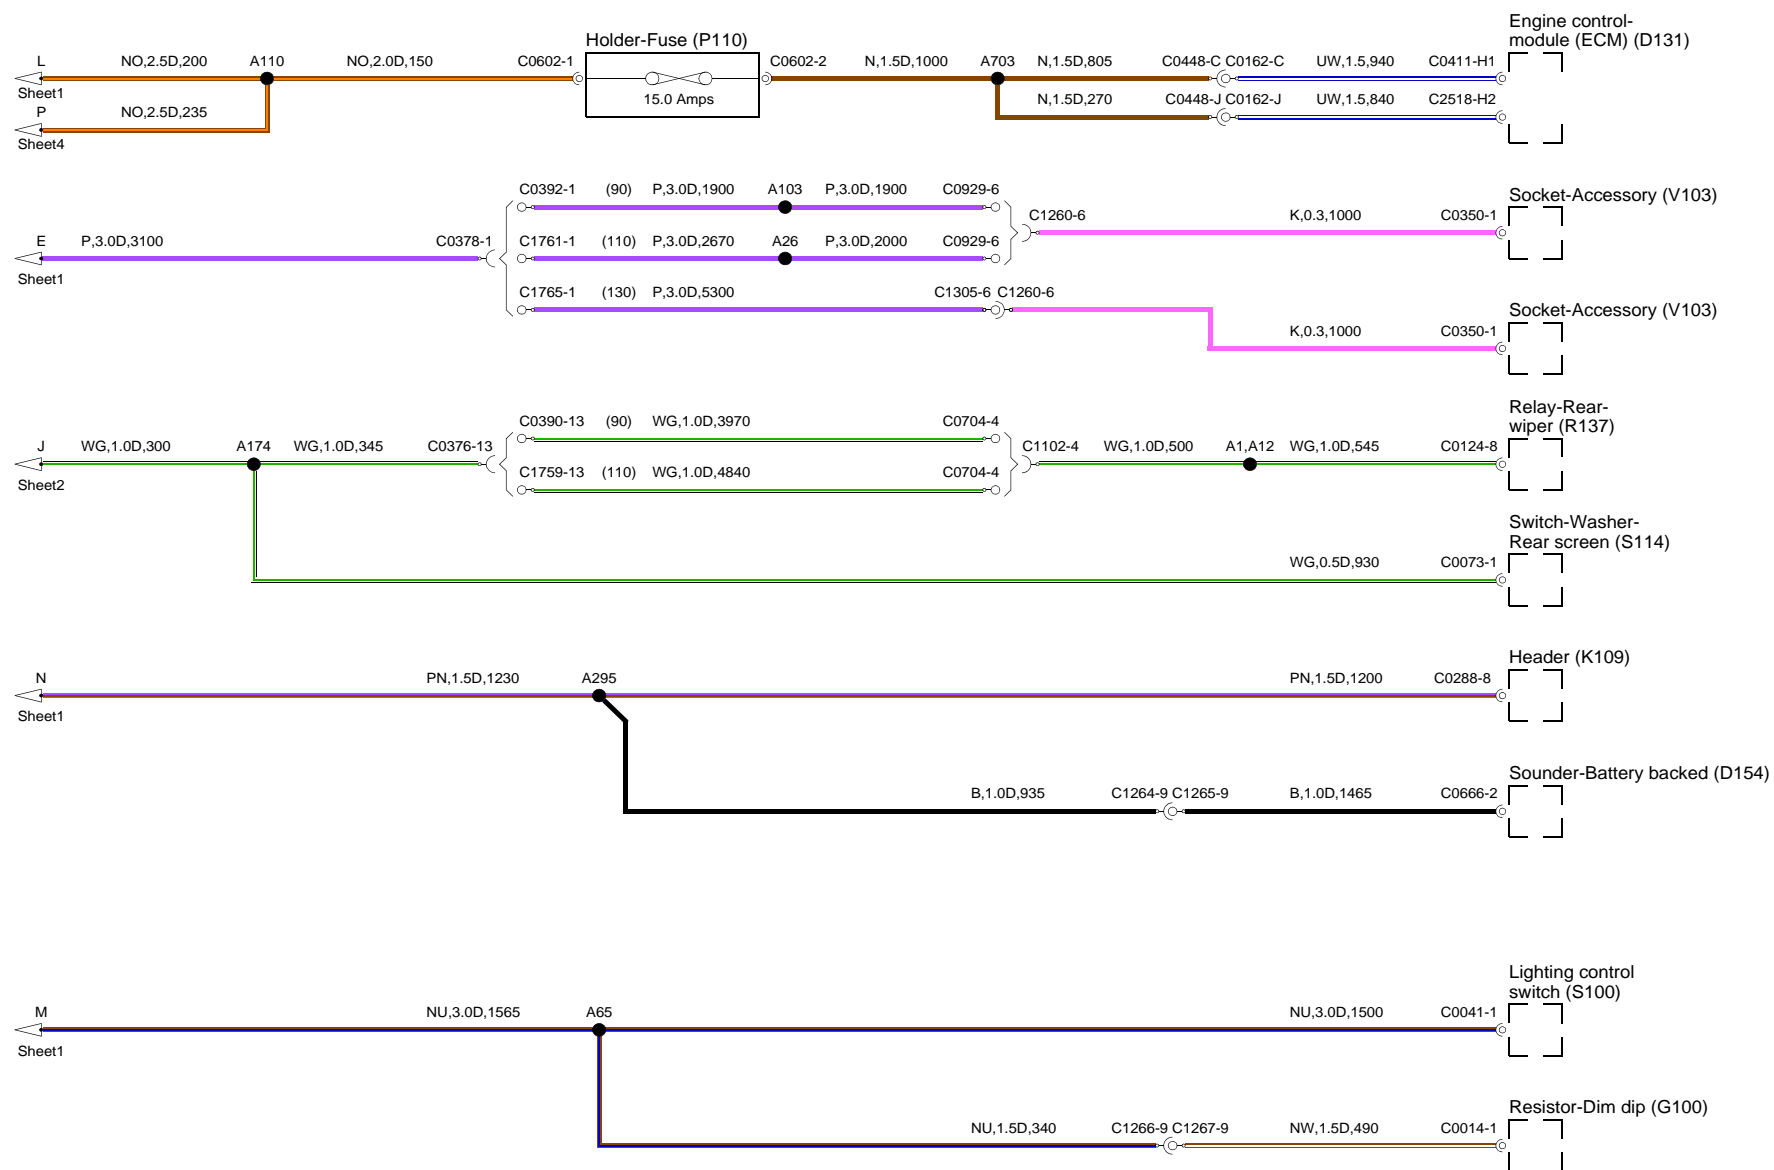 Engine control-
module (ECM) (D131)
Holder-Fuse (P110)
L NO,2.5D,200 A110 NO,2.0D,150 C0602-1 C0602-2 N,1.5D,1000 A703 N,1.5D,805 C0448-C C0162-C UW,1.5,940 C0411-H1
Sheet1 15.0 Amps N,1.5D,270 C0448-J C0162-J UW,1.5,840 C2518-H2
P NO,2.5D,235
Sheet4
C0392-1 (90) P,3.0D,1900 A103 P,3.0D,1900 C0929-6 Socket-Accessory (V103)
C1260-6 K,0.3,1000 C0350-1
E P,3.0D,3100 C0378-1 C1761-1 (110) P,3.0D,2670 A26 P,3.0D,2000 C0929-6
Sheet1
C1765-1 (130) P,3.0D,5300 C1305-6 C1260-6
Socket-Accessory (V103)
K,0.3,1000 C0350-1
Relay-Rear-
wiper (R137)
C0390-13 (90) WG,1.0D,3970 C0704-4
J WG,1.0D,300 A174 WG,1.0D,345 C0376-13 C1102-4 WG,1.0D,500 A1,A12 WG,1.0D,545 C0124-8
C1759-13 (110) WG,1.0D,4840 C0704-4
Sheet2
Switch-Washer-
Rear screen (S114)
WG,0.5D,930 C0073-1
Header (K109)
N PN,1.5D,1230 A295 PN,1.5D,1200 C0288-8
Sheet1
Sounder-Battery backed (D154)
B,1.0D,935 C1264-9 C1265-9 B,1.0D,1465 C0666-2
Lighting control
switch (S100)
M NU,3.0D,1565 A65 NU,3.0D,1500 C0041-1
Sheet1
Resistor-Dim dip (G100)
NU,1.5D,340 C1266-9 C1267-9 NW,1.5D,490 C0014-1